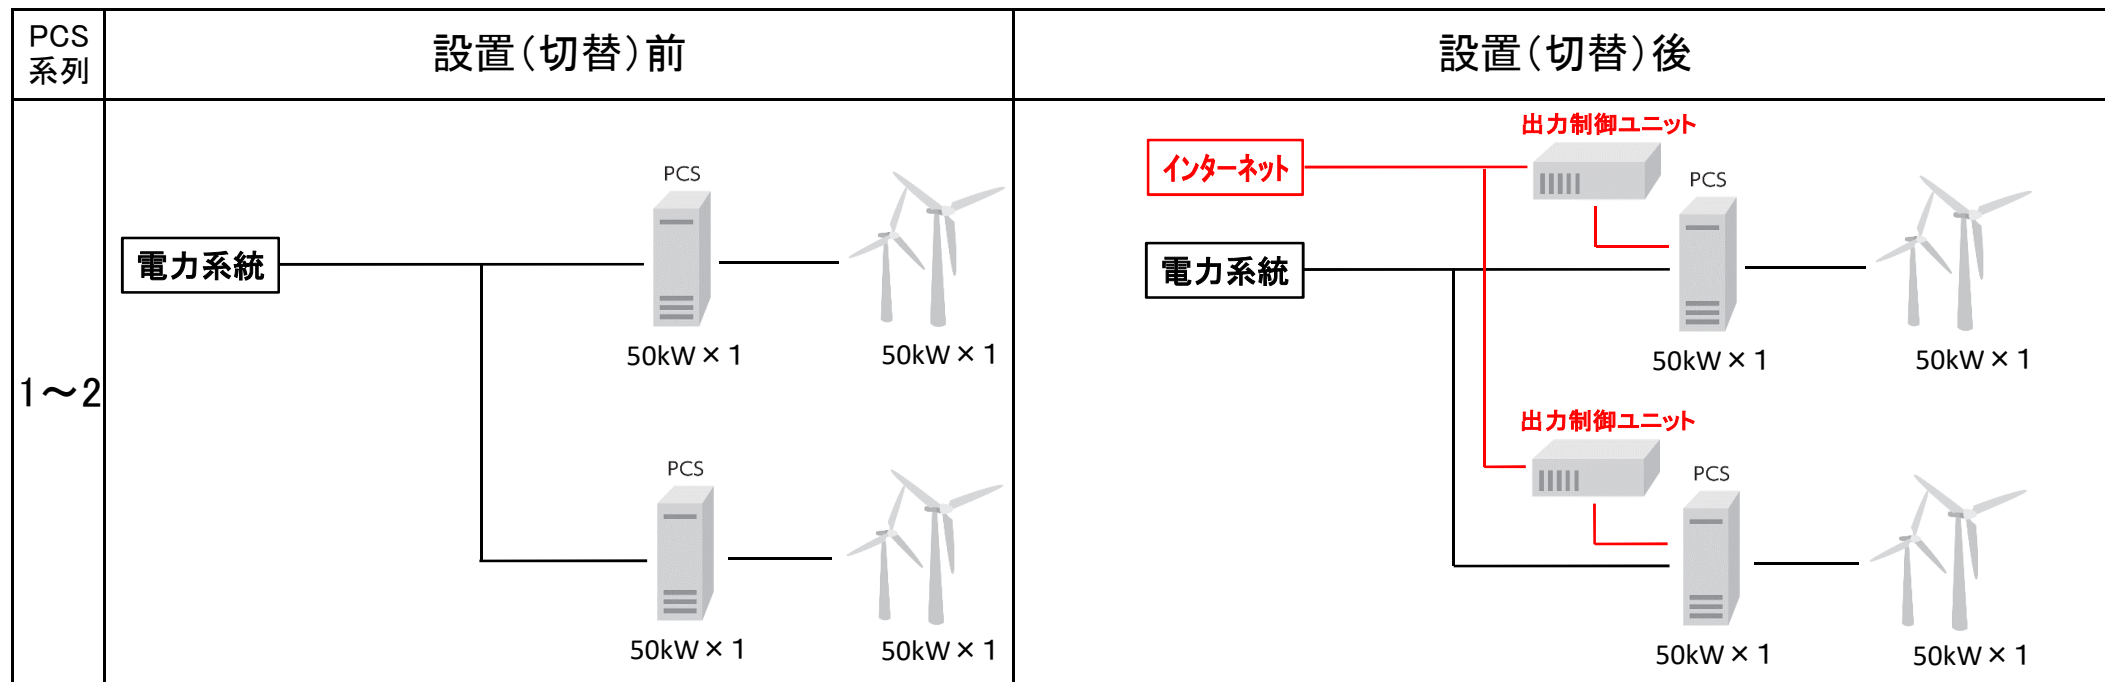 PCS
系列
設置(切替)前
設置(切替)後
1~2
電力系統
PCS
50kW×1
50kW×1
PCS
50kW×1
50kW×1
インターネット
出力制御ユニット
PCS
電力系統
50kW×1
50kW×1
出力制御ユニット
PCS
50kW×1
50kW×1